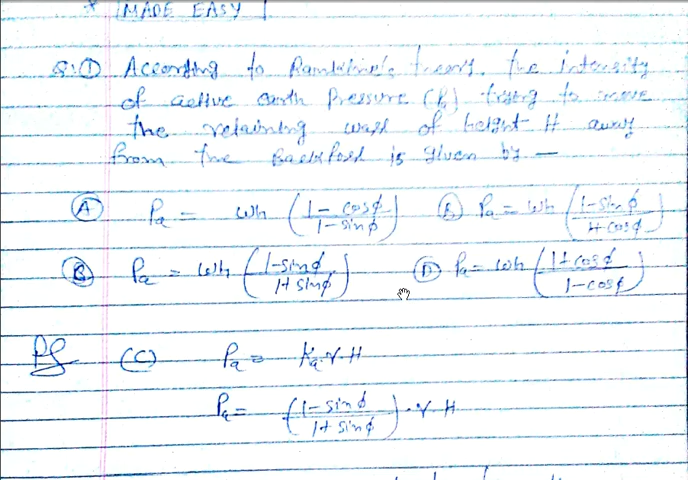 * MADE EASY
Q.① According to Rankine's theory. the intensity
of active earth Pressure (Pa) trying to move
the retaining wall of height H away
from the Backfill is given by —
Ⓐ Pa = wh (1 - cosφ / 1 - sinφ) Pa = wh (1 - sinφ / 1 + cosφ)
Ⓑ Pa = wh (1 - sinφ / 1 + sinφ) Ⓓ Pa = wh (1 + cosφ / 1 - cosφ)
(C) Pa = Ka.γ.H
Pa = (1 - sinφ / 1 + sinφ) . γ . H